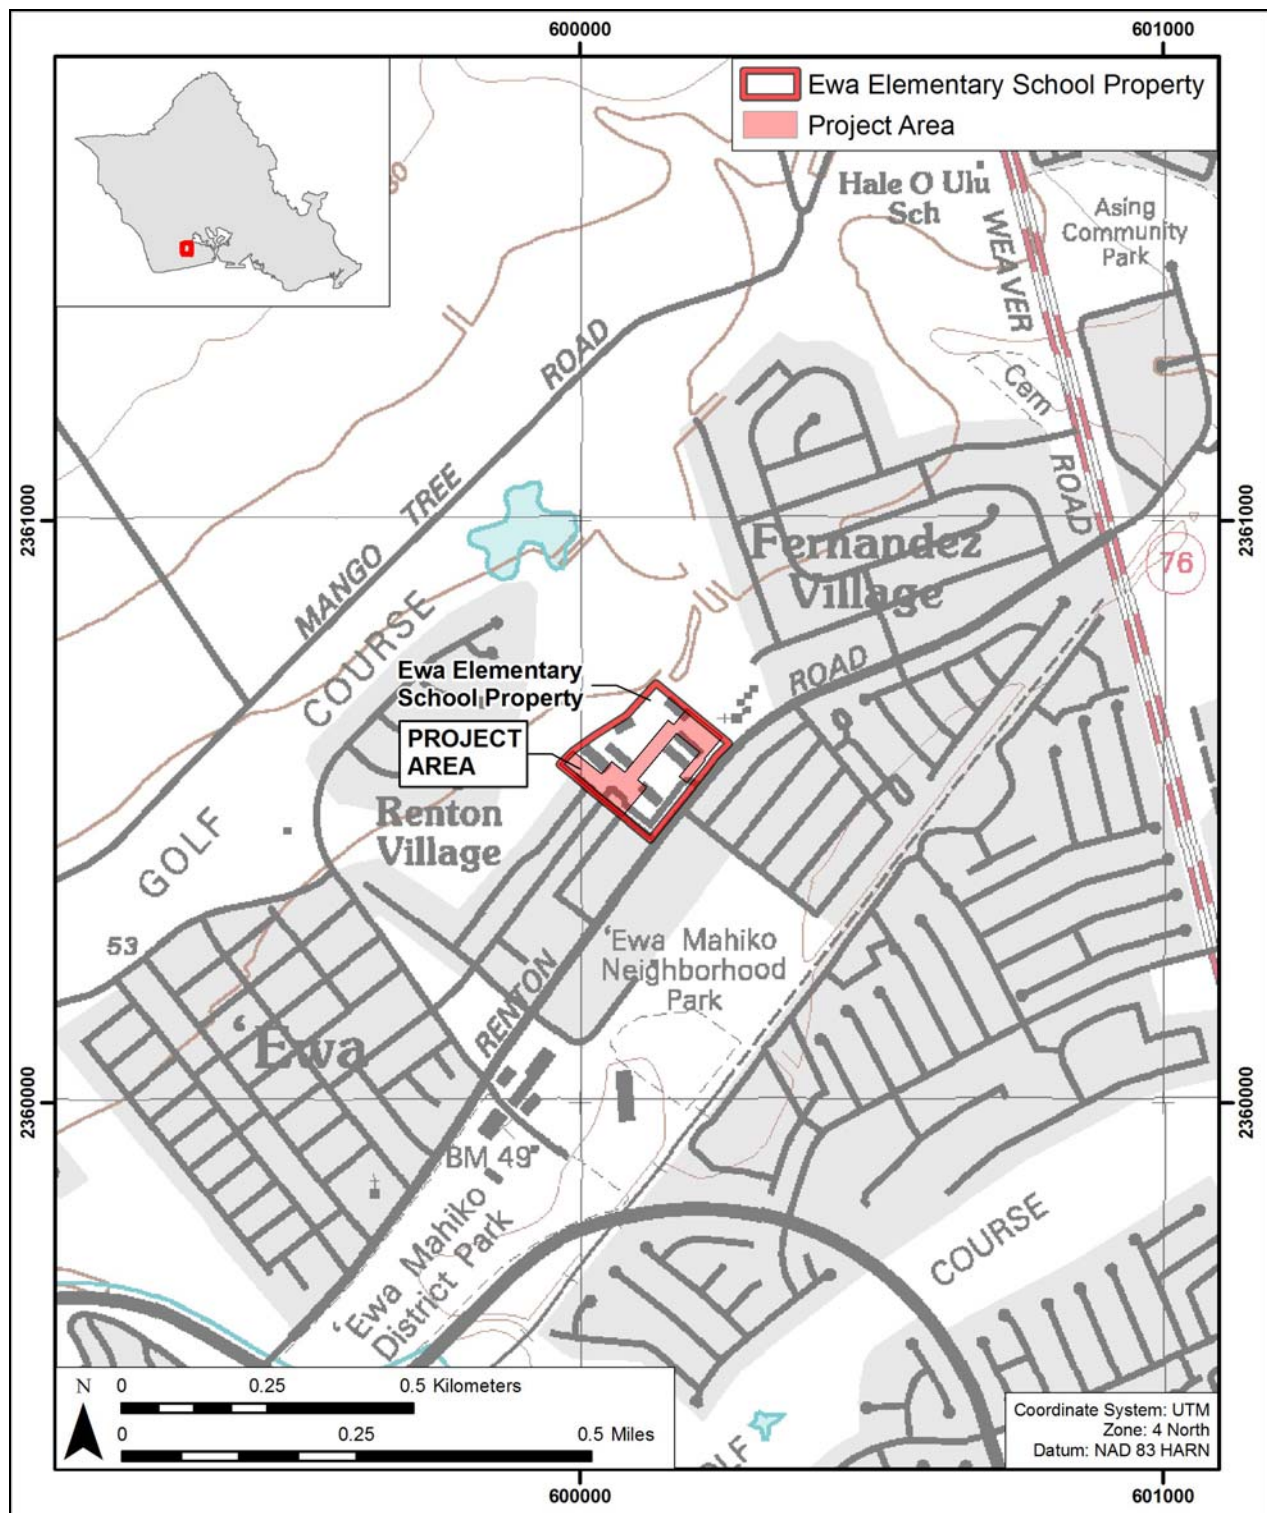 600000
601000
Ewa Elementary School Property
Project Area
80
Hale O Ulu
Sch
WEAVER
Asing
Community
Park
ROAD
Cem
TREE
2361000
2361000
ROAD
Fernandez
Village
76
MANGO
COURSE
Ewa Elementary
School Property
ROAD
PROJECT
AREA
Renton
Village
GOLF
53
'Ewa Mahiko
Neighborhood
Park
RENTON
'Ewa
2360000
2360000
BM 49
'Ewa Mahiko
District Park
COURSE
N
0 0.25 0.5 Kilometers
0 0.25 0.5 Miles
OLF
Coordinate System: UTM
Zone: 4 North
Datum: NAD 83 HARN
600000
601000